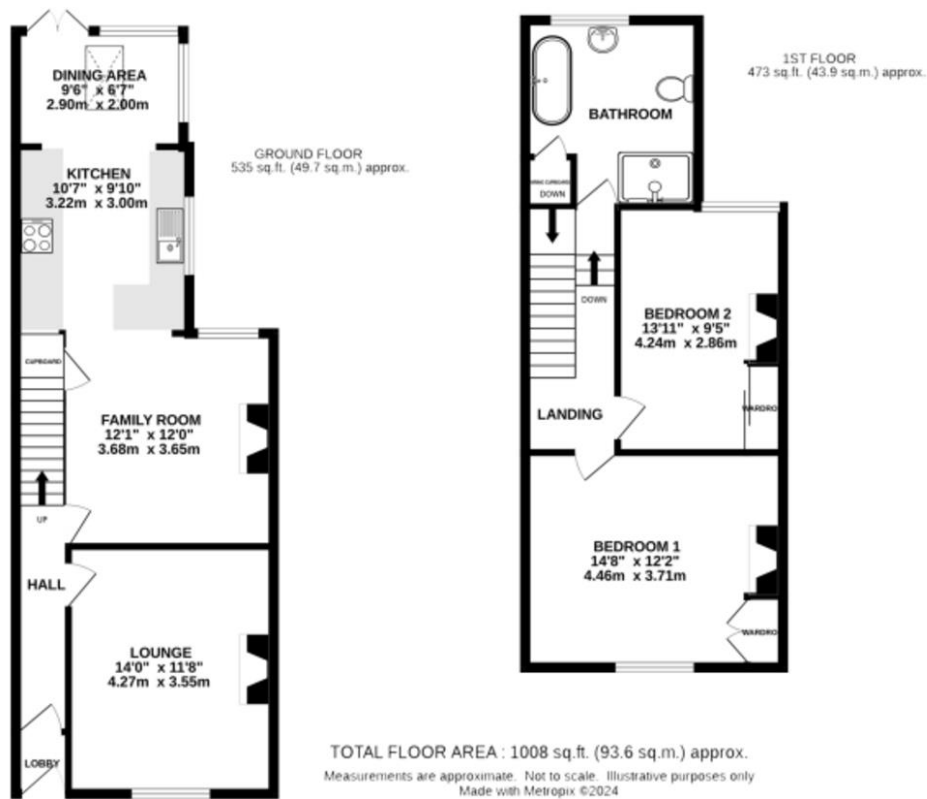 GROUND FLOOR
535 sq.ft. (49.7 sq.m.) approx.
DINING AREA
9'6" x 6'7"
2.90m x 2.00m
KITCHEN
10'7" x 9'10"
3.22m x 3.00m
CUPBOARD
FAMILY ROOM
12'1" x 12'0"
3.68m x 3.65m
UP
HALL
LOUNGE
14'0" x 11'8"
4.27m x 3.55m
LOBBY
1ST FLOOR
473 sq.ft. (43.9 sq.m.) approx.
BATHROOM
CUPBOARD
DOWN
DOWN
BEDROOM 2
13'11" x 9'5"
4.24m x 2.86m
WARDRO
LANDING
BEDROOM 1
14'8" x 12'2"
4.46m x 3.71m
WARDRO
TOTAL FLOOR AREA : 1008 sq.ft. (93.6 sq.m.) approx.
Measurements are approximate. Not to scale. Illustrative purposes only
Made with Metropix ©2024